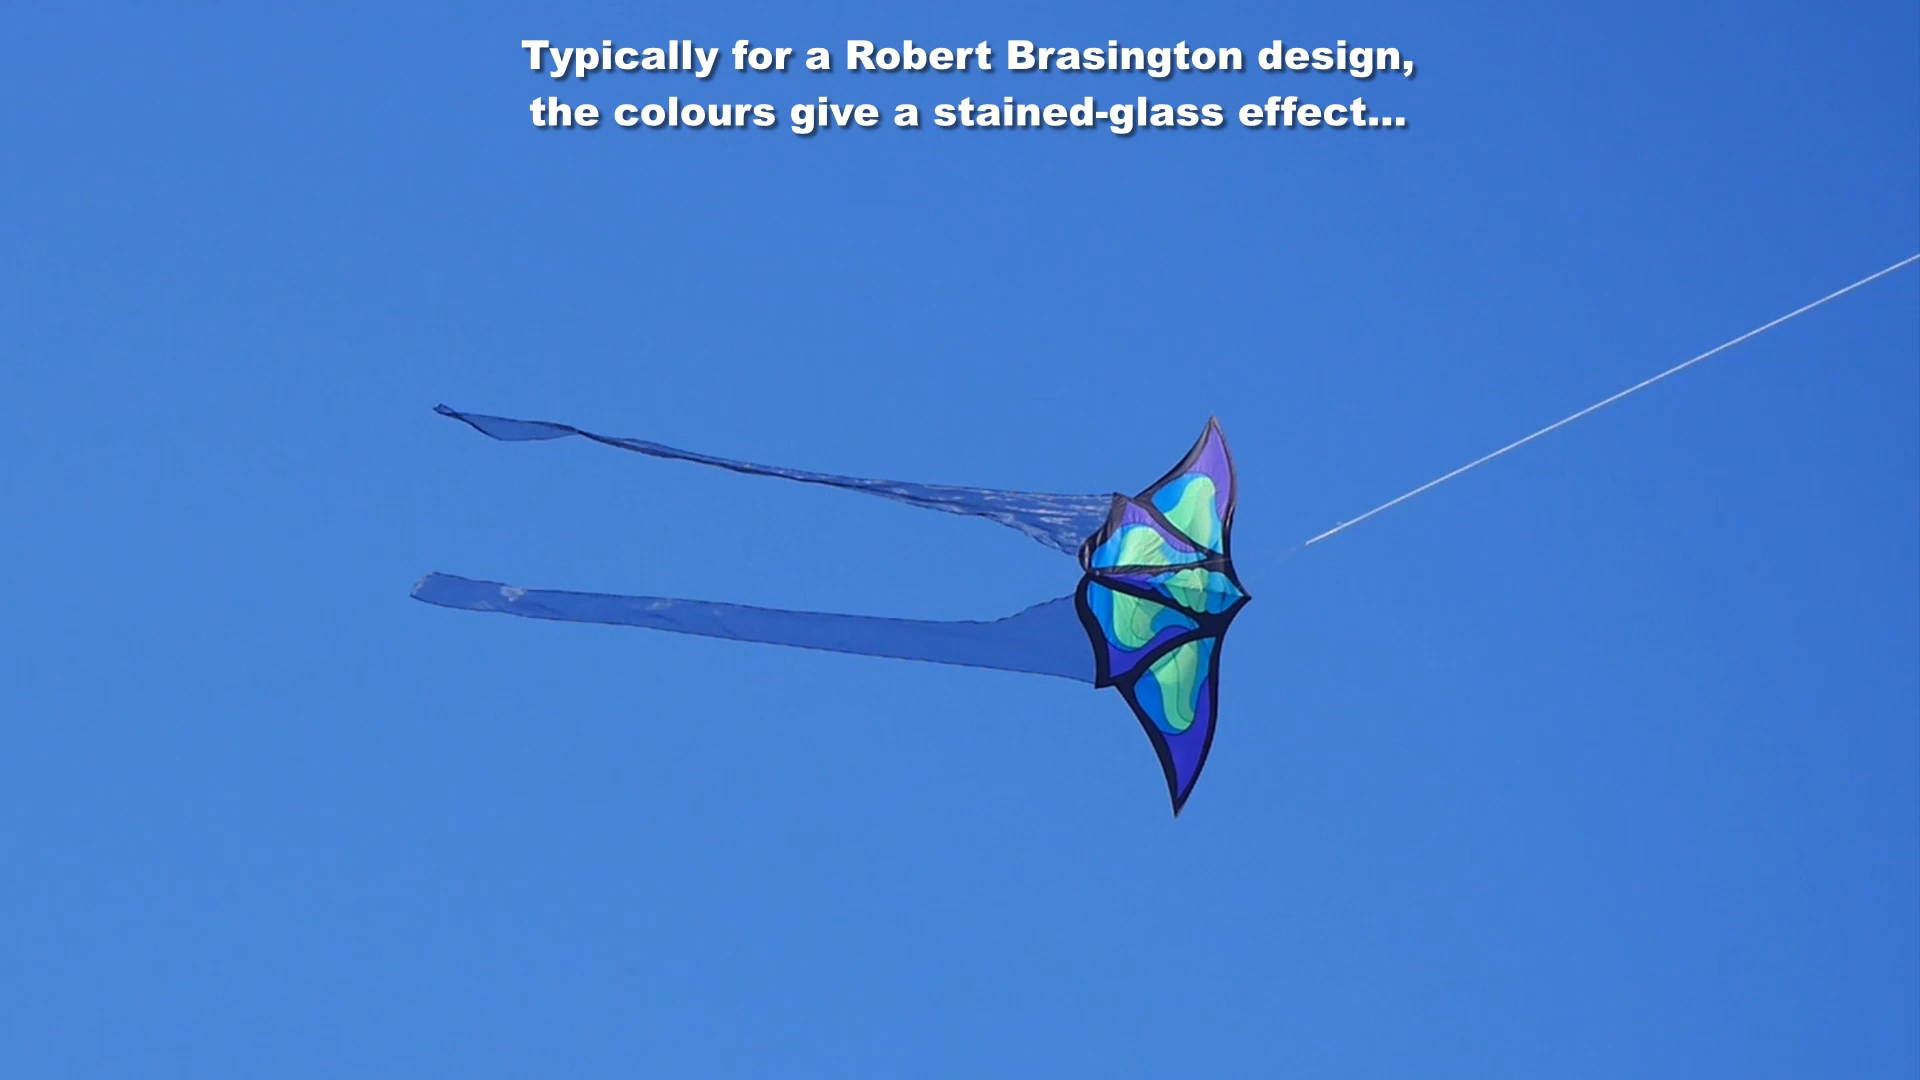 Typically for a Robert Brasington design,
the colours give a stained-glass effect...